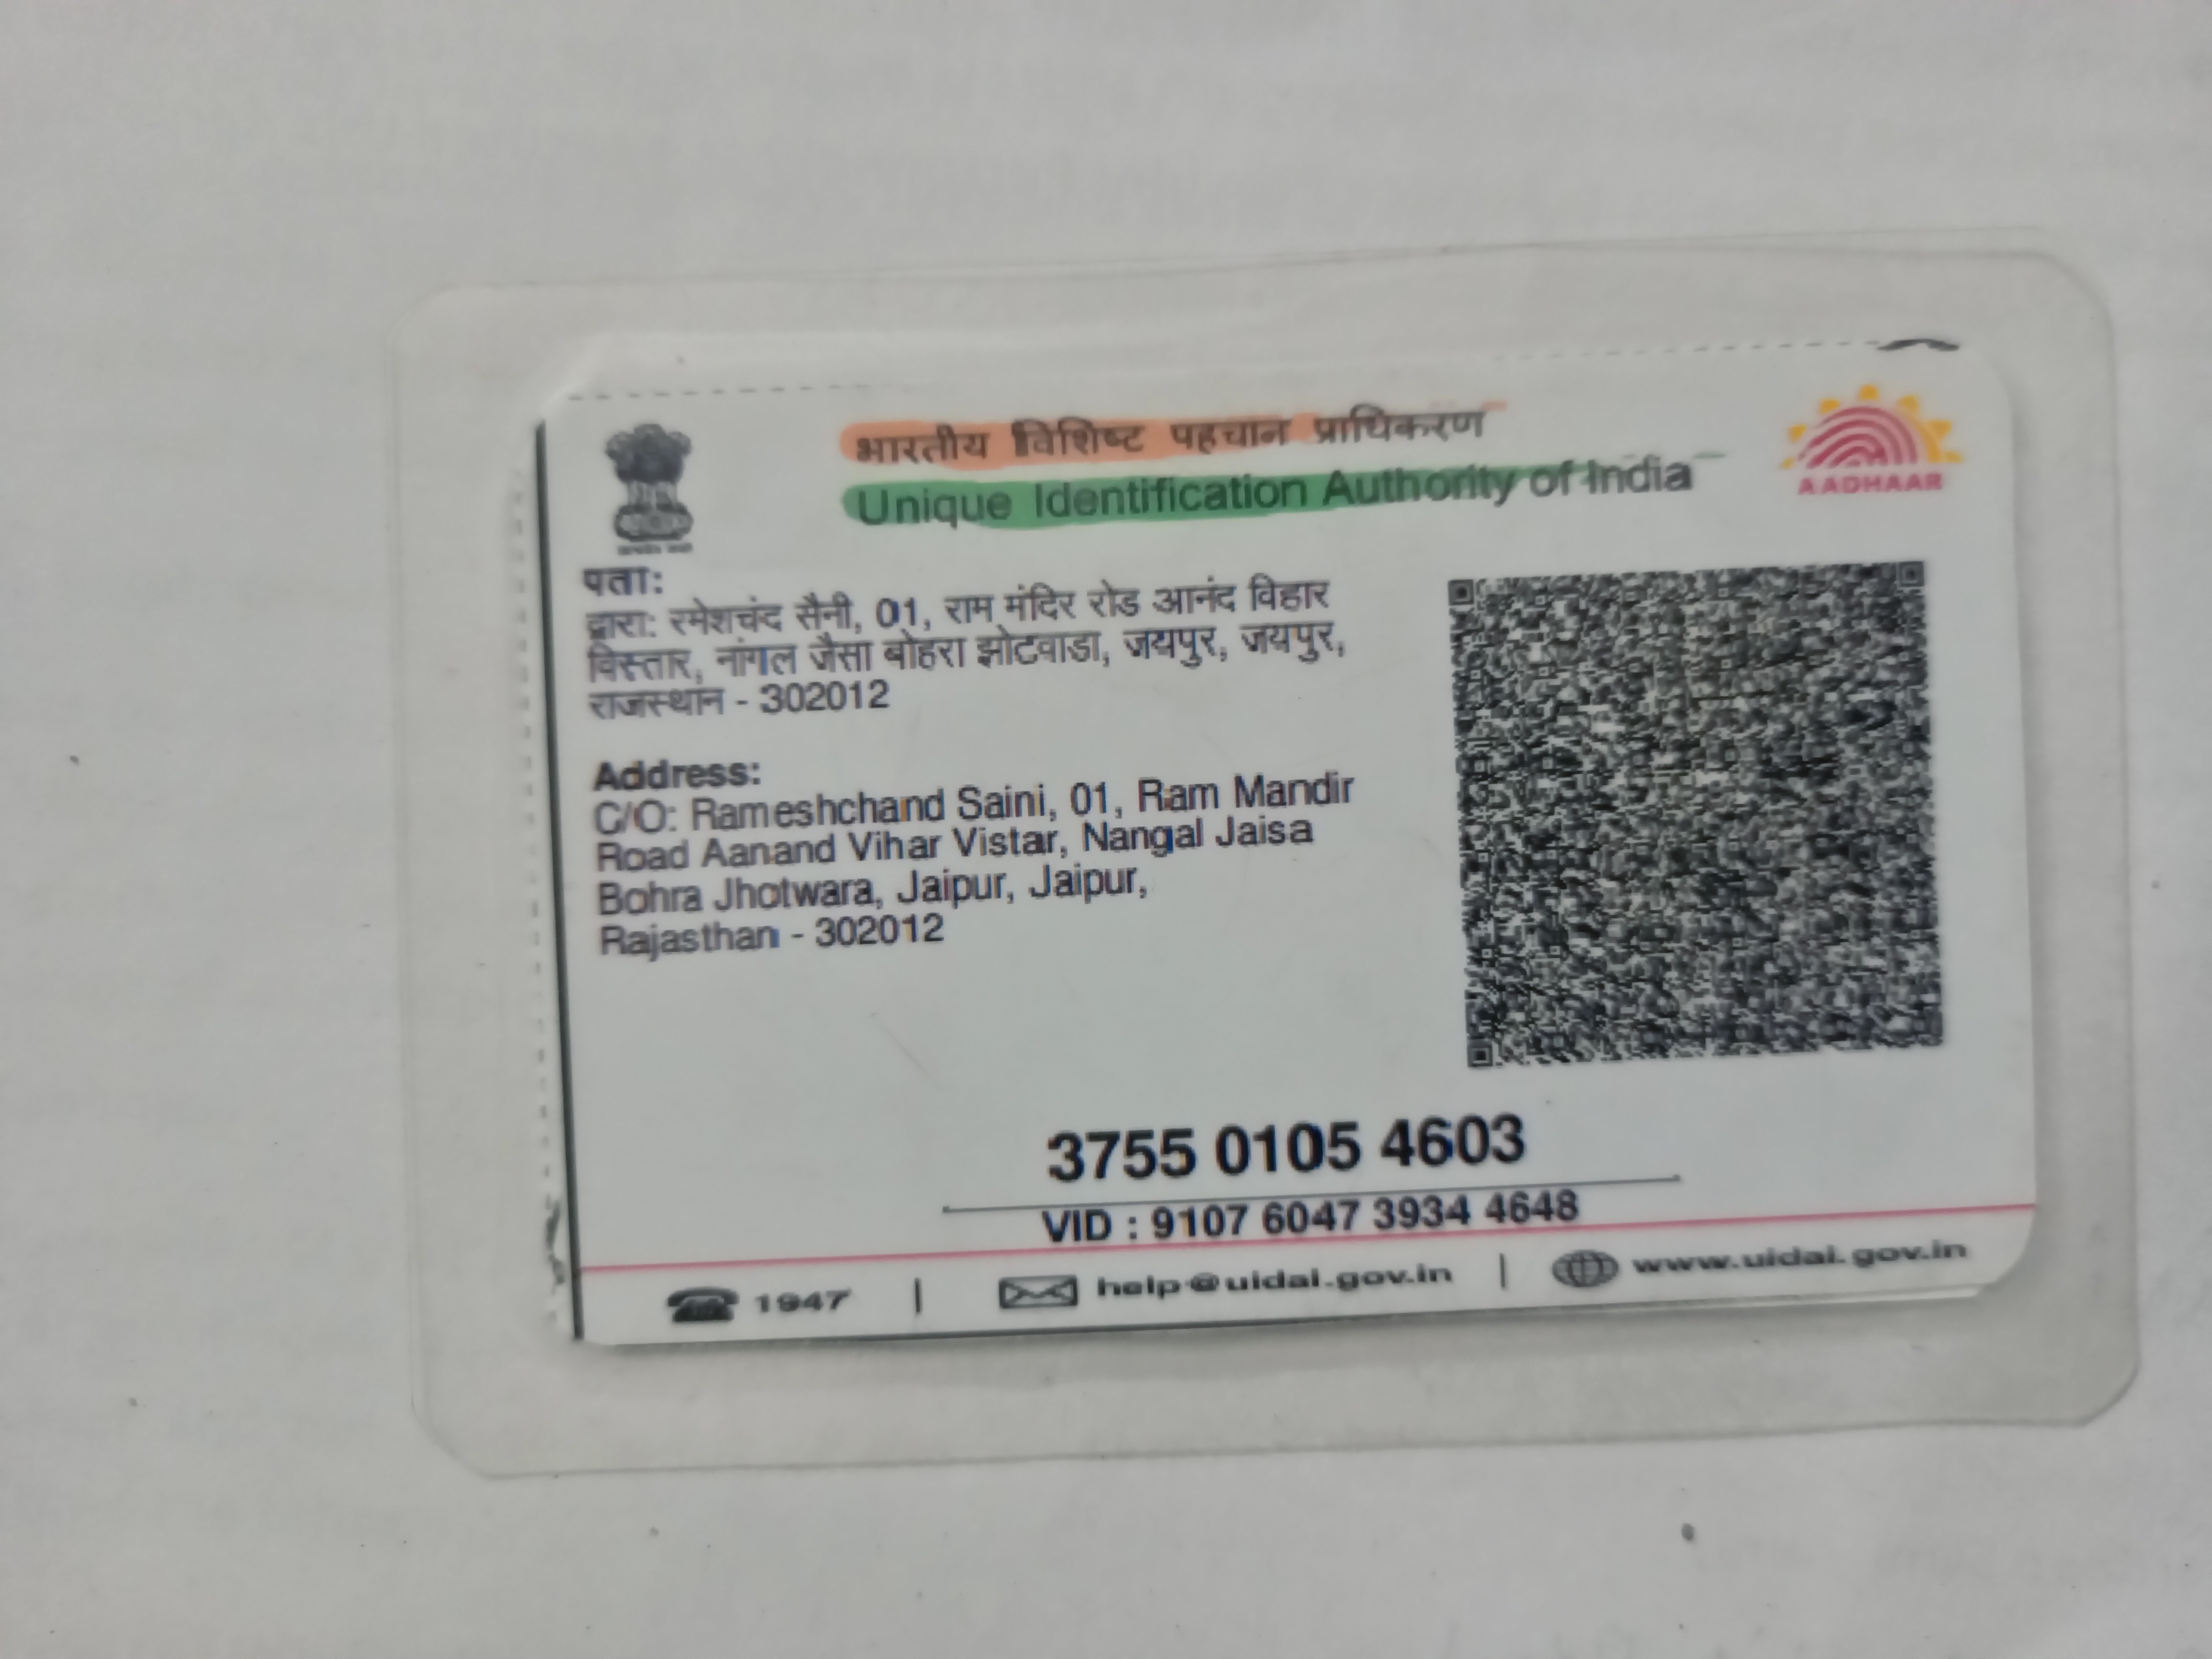 भारतीय विशिष्ट पहचान प्राधिकरण
Unique Identification Authority of India
AADHAAR
पता:
द्वारा: रमेशचंद सैनी, 01, राम मंदिर रोड आनंद विहार
विस्तार, नांगल जैसा बोहरा झोटवाडा, जयपुर, जयपुर,
राजस्थान - 302012
Address:
C/O: Rameshchand Saini, 01, Ram Mandir
Road Aanand Vihar Vistar, Nangal Jaisa
Bohra Jhotwara, Jaipur, Jaipur,
Rajasthan - 302012
3755 0105 4603
VID : 9107 6047 3934 4648
1947 | help@uidai.gov.in | www.uidai.gov.in